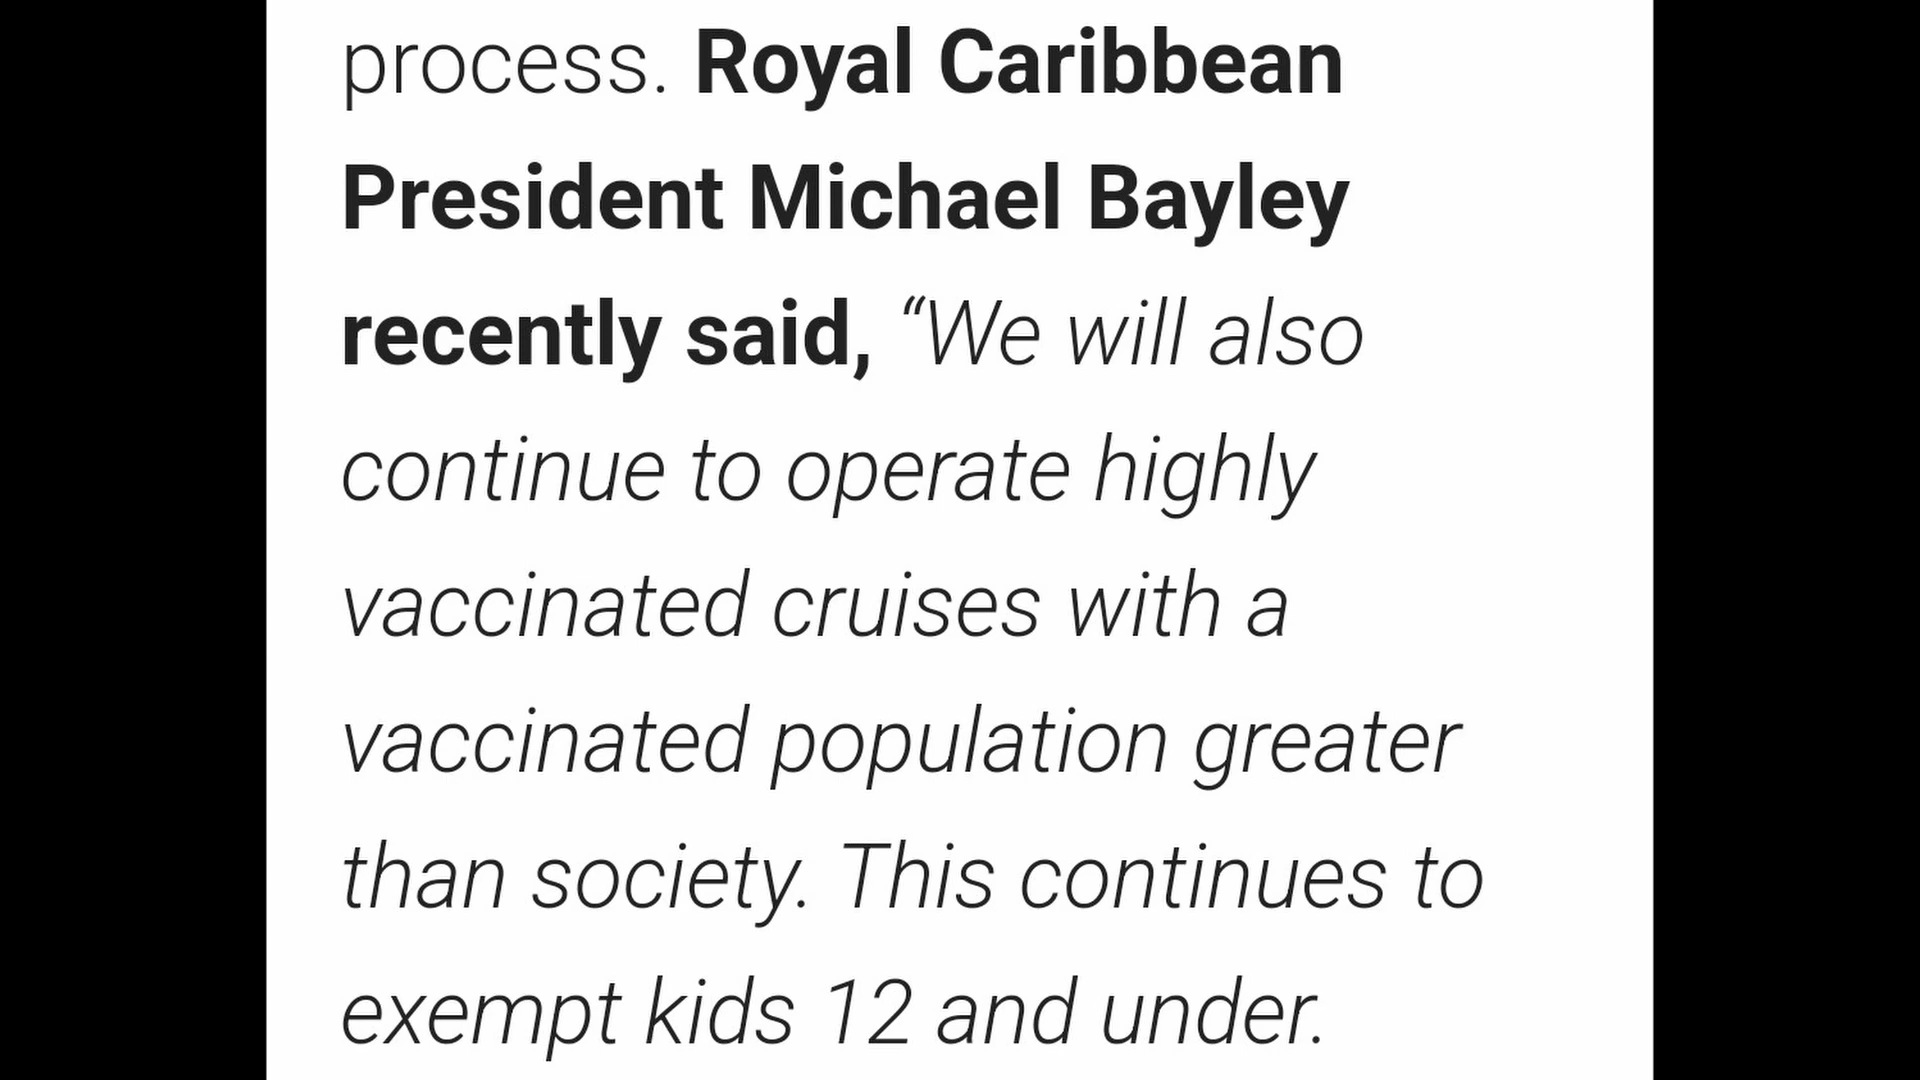 process. Royal Caribbean
President Michael Bayley
recently said, “We will also
continue to operate highly
vaccinated cruises with a
vaccinated population greater
than society. This continues to
exempt kids 12 and under.